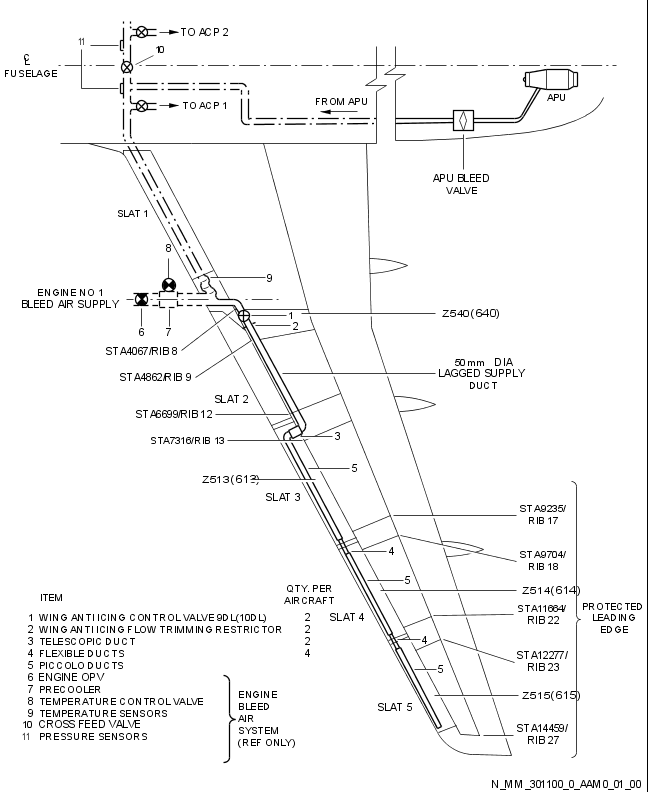 TO ACP 2
11
10
℄
FUSELAGE
TO ACP 1
FROM APU
APU
APU BLEED
VALVE
SLAT 1
8
9
ENGINE NO 1
BLEED AIR SUPPLY
6
7
1
Z540(640)
2
STA4067/RIB 8
50mm DIA
LAGGED SUPPLY
DUCT
STA4862/RIB 9
SLAT 2
STA6699/RIB 12
STA7316/RIB 13
3
5
Z513(613)
SLAT 3
STA9235/
RIB 17
4
STA9704/
RIB 18
5
Z514(614)
STA11664/
RIB 22
PROTECTED
LEADING
EDGE
SLAT 4
4
STA12277/
RIB 23
5
Z515(615)
SLAT 5
STA14459/
RIB 27
ITEM
QTY. PER
AIRCRAFT
1 WING ANTI ICING CONTROL VALVE 9DL(10DL) 2
2 WING ANTI ICING FLOW TRIMMING RESTRICTOR 2
3 TELESCOPIC DUCT 2
4 FLEXIBLE DUCTS 4
5 PICCOLO DUCTS
6 ENGINE OPV
7 PRECOOLER
8 TEMPERATURE CONTROL VALVE
9 TEMPERATURE SENSORS
10 CROSS FEED VALVE
11 PRESSURE SENSORS
ENGINE
BLEED
AIR
SYSTEM
(REF ONLY)
N_MM_301100_0_AAM0_01_00